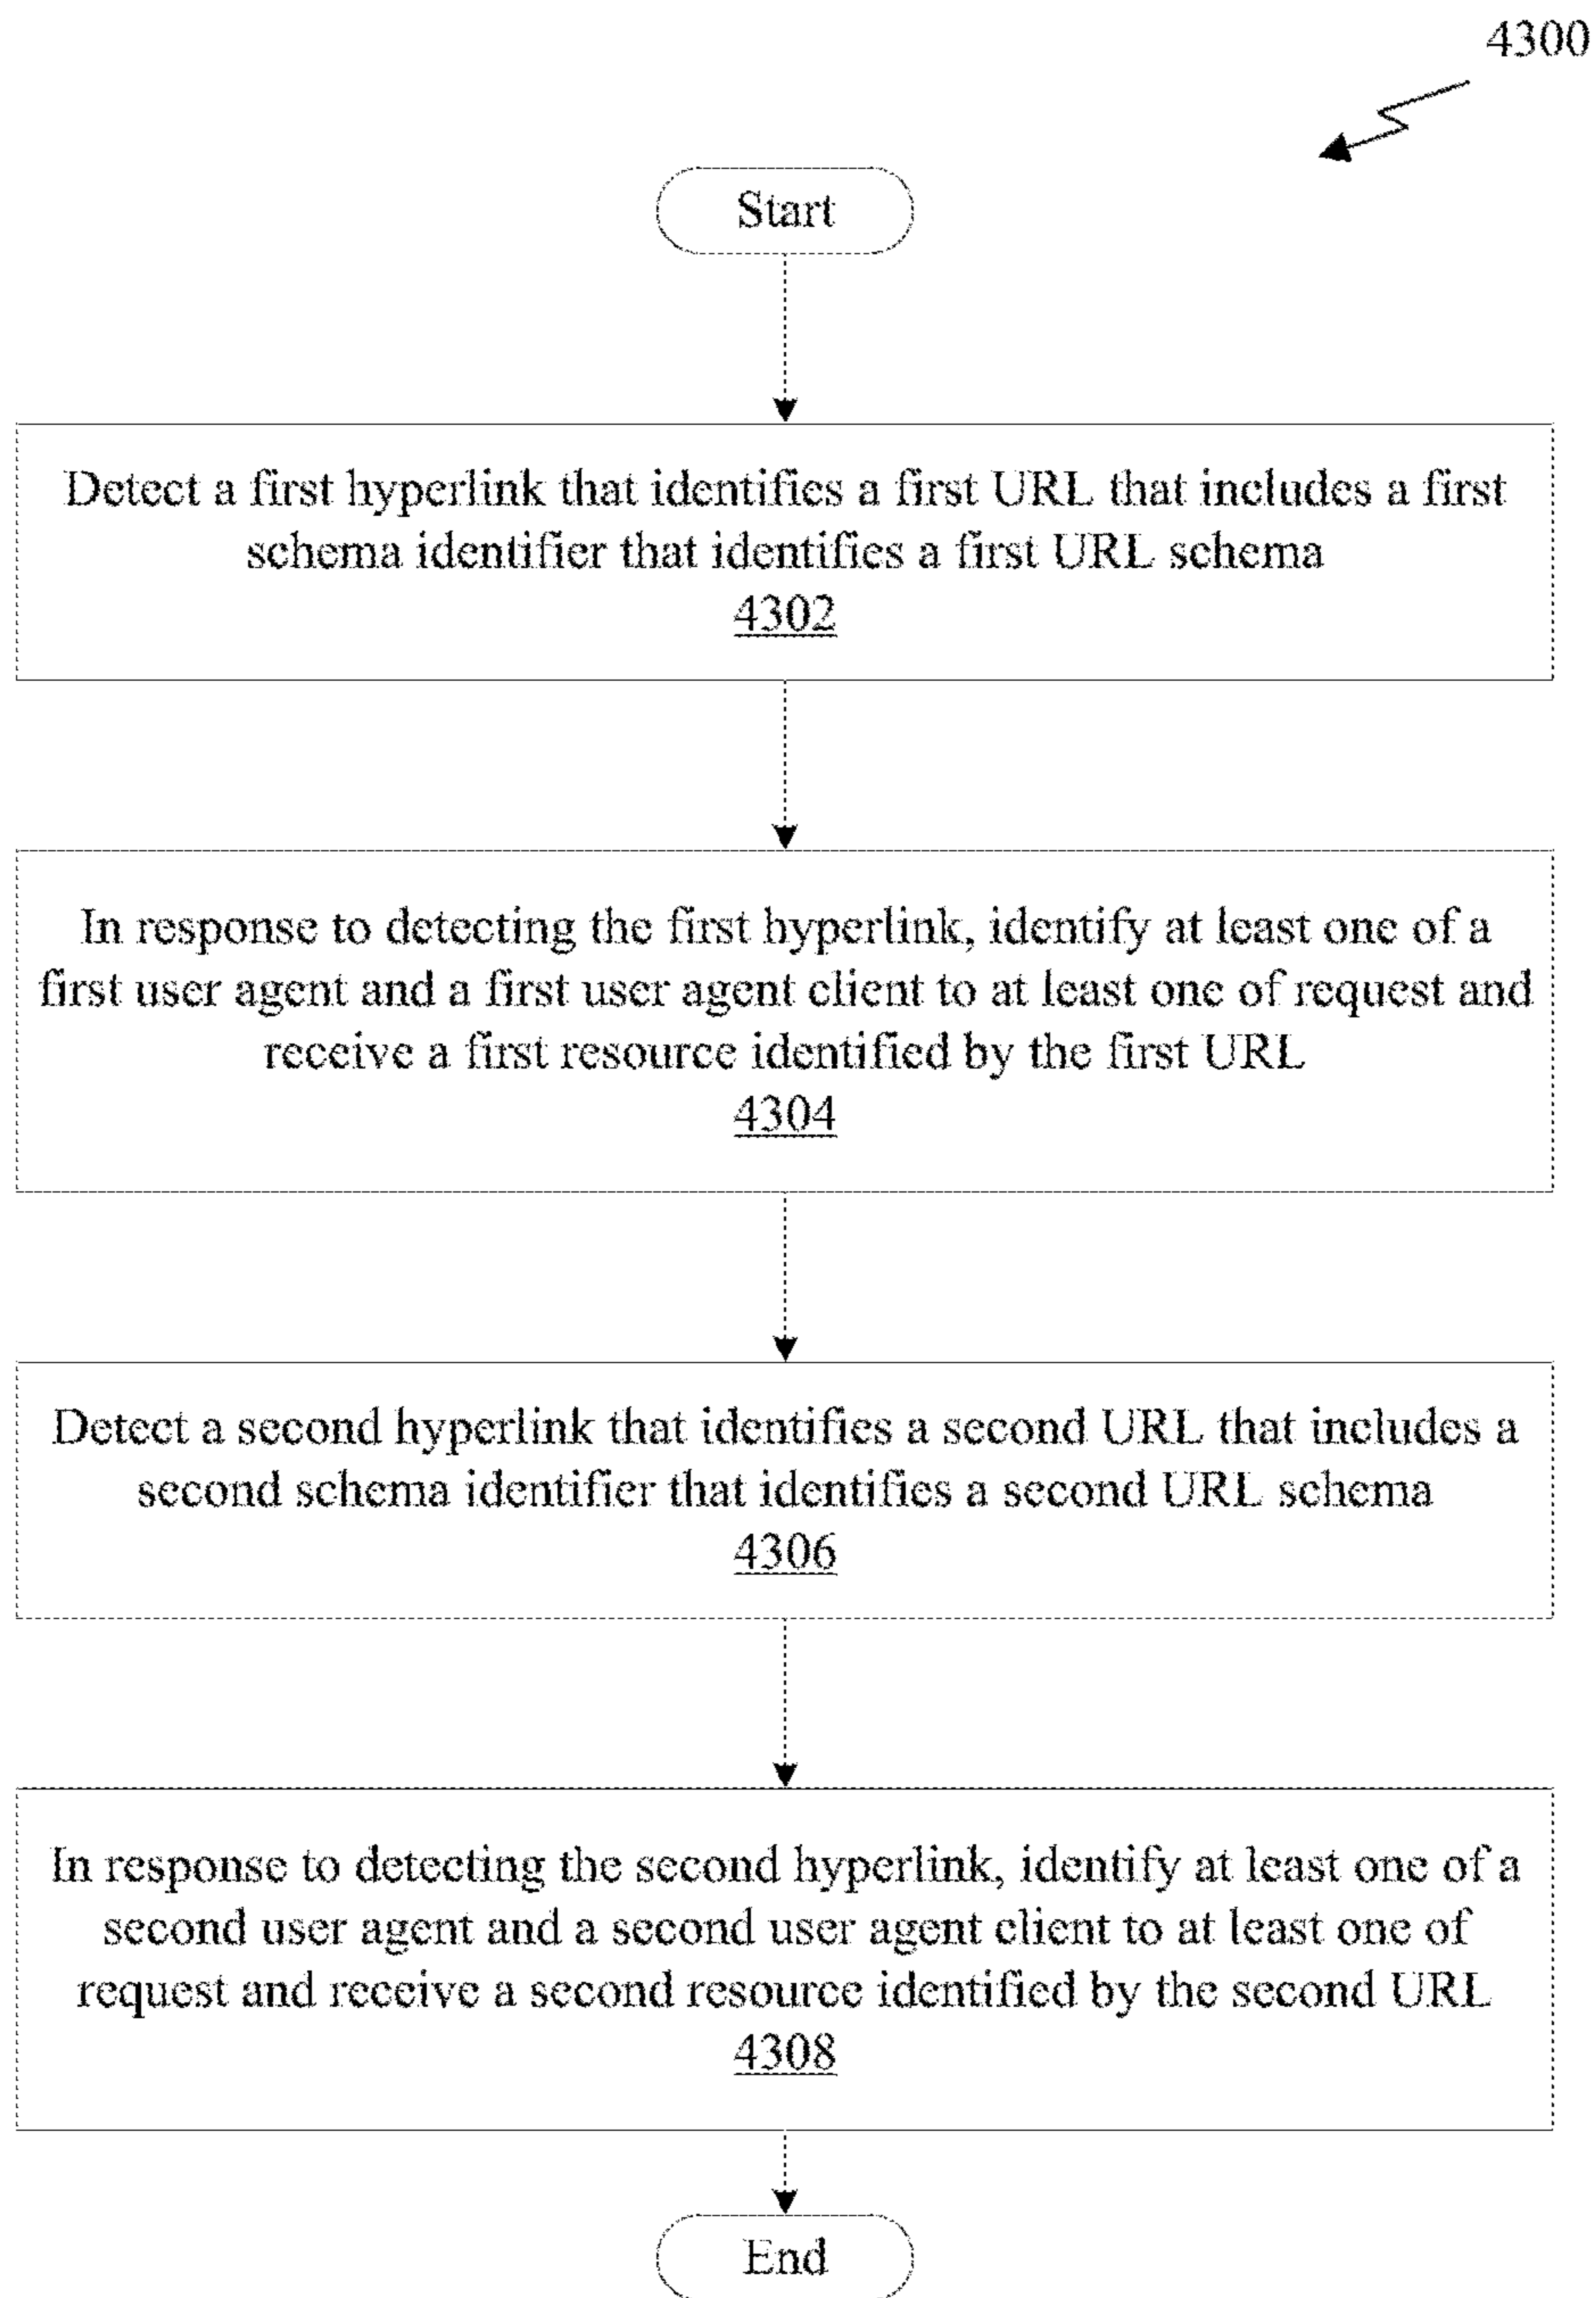 4300
Start
Detect a first hyperlink that identifies a first URL that includes a first
schema identifier that identifies a first URL schema
4302
In response to detecting the first hyperlink, identify at least one of a
first user agent and a first user agent client to at least one of request and
receive a first resource identified by the first URL
4304
Detect a second hyperlink that identifies a second URL that includes a
second schema identifier that identifies a second URL schema
4306
In response to detecting the second hyperlink, identify at least one of a
second user agent and a second user agent client to at least one of
request and receive a second resource identified by the second URL
4308
End